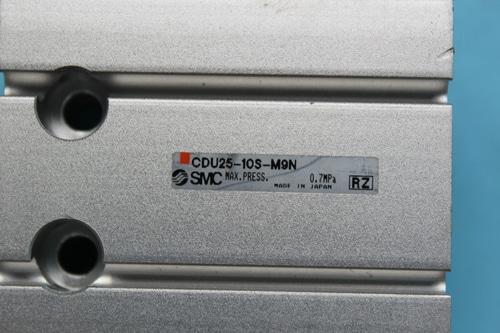 CDU25-10S-M9N
SMC MAX.PRESS. 0.7MPa
MADE IN JAPAN RZ